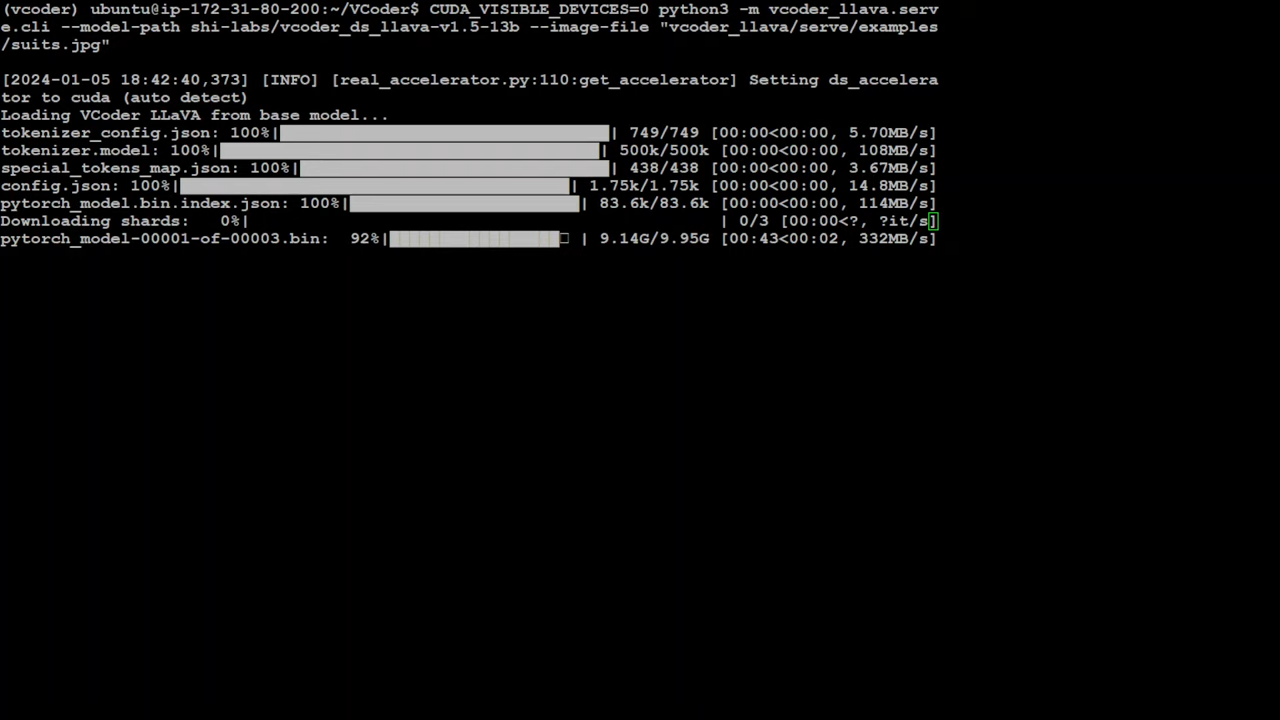 (vcoder) ubuntu@ip-172-31-80-200:~/VCoder$ CUDA_VISIBLE_DEVICES=0 python3 -m vcoder_llava.serv
e.cli --model-path shi-labs/vcoder_ds_llava-v1.5-13b --image-file "vcoder_llava/serve/examples
/suits.jpg"
[2024-01-05 18:42:40,373] [INFO] [real_accelerator.py:110:get_accelerator] Setting ds_accelera
tor to cuda (auto detect)
Loading VCoder LLaVA from base model...
tokenizer_config.json: 100%| | 749/749 [00:00<00:00, 5.70MB/s]
tokenizer.model: 100%| | 500k/500k [00:00<00:00, 108MB/s]
special_tokens_map.json: 100%| | 438/438 [00:00<00:00, 3.67MB/s]
config.json: 100%| | 1.75k/1.75k [00:00<00:00, 14.8MB/s]
pytorch_model.bin.index.json: 100%| | 83.6k/83.6k [00:00<00:00, 114MB/s]
Downloading shards: 0%| | 0/3 [00:00<?, ?it/s]
pytorch_model-00001-of-00003.bin: 92%| | 9.14G/9.95G [00:43<00:02, 332MB/s]